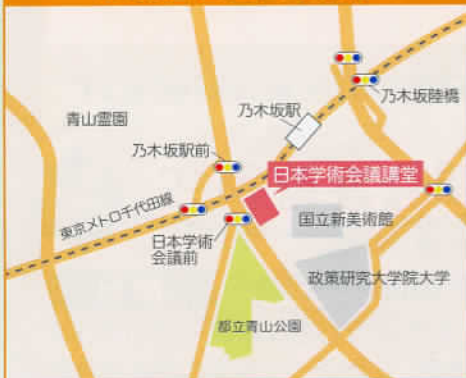 乃木坂陸橋
乃木坂駅
青山霊園
乃木坂駅前
日本学術会議講堂
東京メトロ千代田線
国立新美術館
日本学術
会議前
政策研究大学院大学
都立青山公園